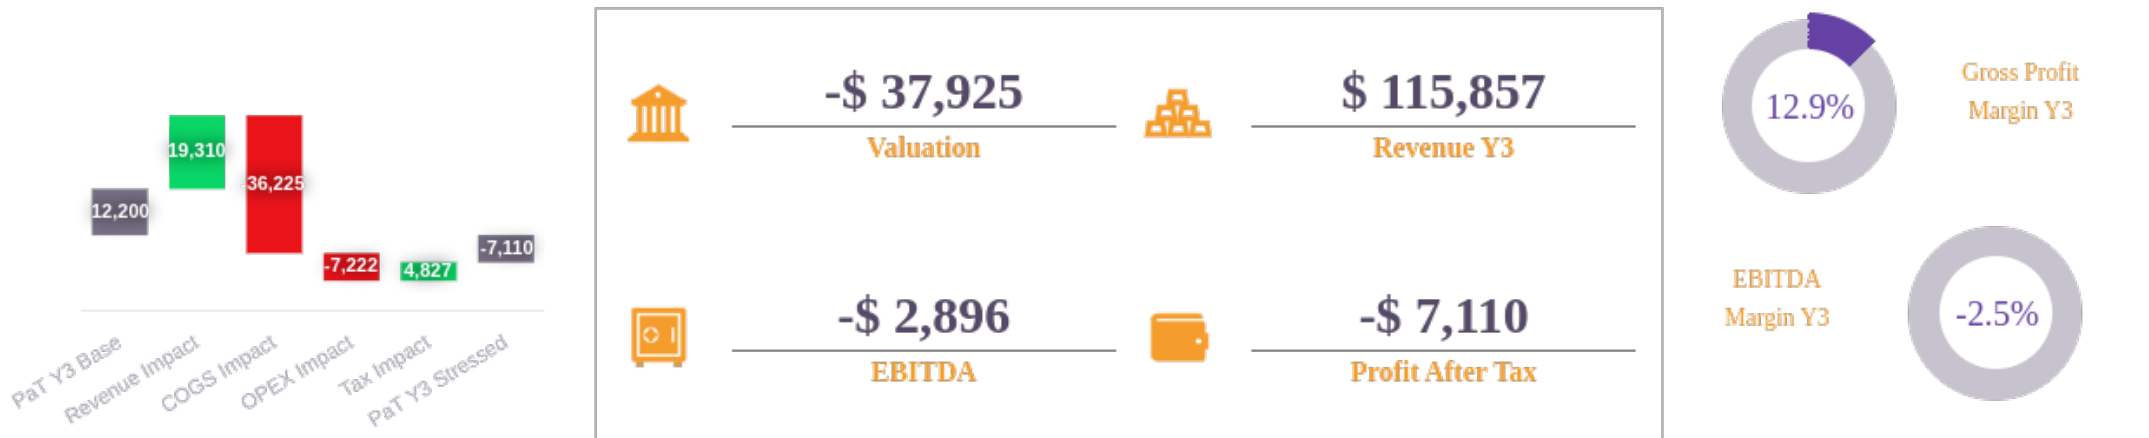 12,200
19,310
-36,225
-7,222
4,827
-7,110
PaT Y3 Base
Revenue Impact
COGS Impact
OPEX Impact
Tax Impact
PaT Y3 Stressed
-$ 37,925
Valuation
$ 115,857
Revenue Y3
-$ 2,896
EBITDA
-$ 7,110
Profit After Tax
12.9%
Gross Profit
Margin Y3
EBITDA
Margin Y3
-2.5%